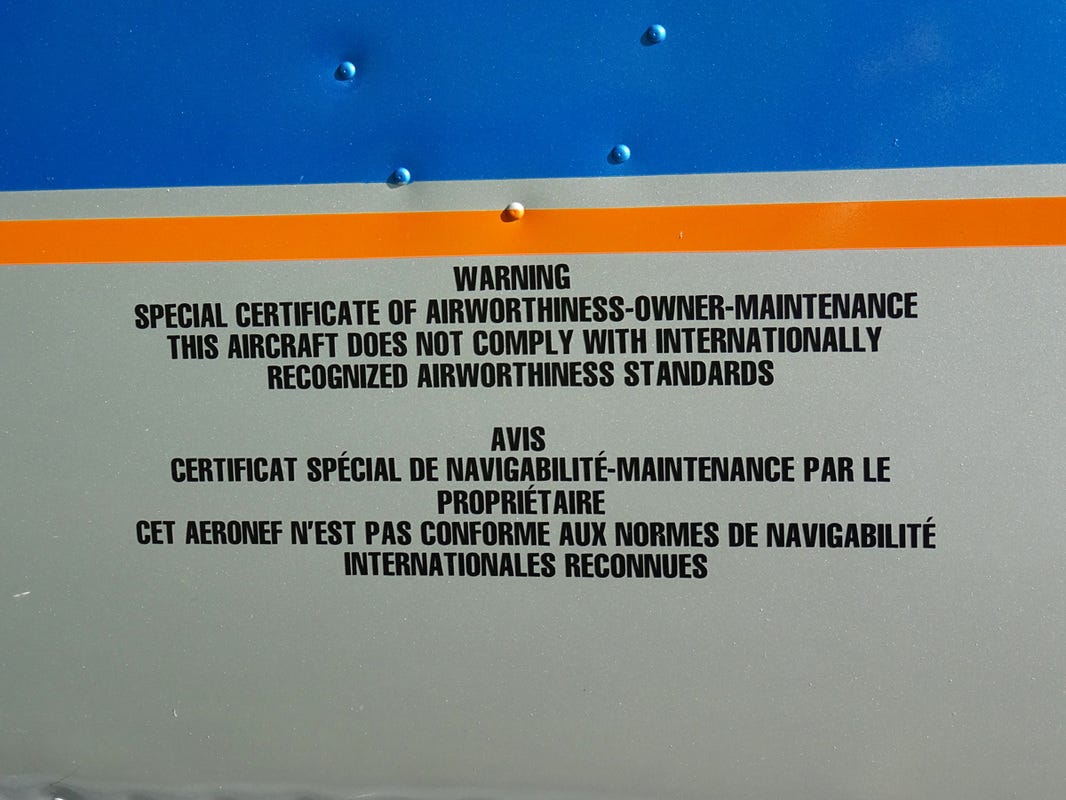 WARNING
SPECIAL CERTIFICATE OF AIRWORTHINESS-OWNER-MAINTENANCE
THIS AIRCRAFT DOES NOT COMPLY WITH INTERNATIONALLY
RECOGNIZED AIRWORTHINESS STANDARDS
AVIS
CERTIFICAT SPÉCIAL DE NAVIGABILITÉ-MAINTENANCE PAR LE
PROPRIÉTAIRE
CET AERONEF N'EST PAS CONFORME AUX NORMES DE NAVIGABILITÉ
INTERNATIONALES RECONNUES